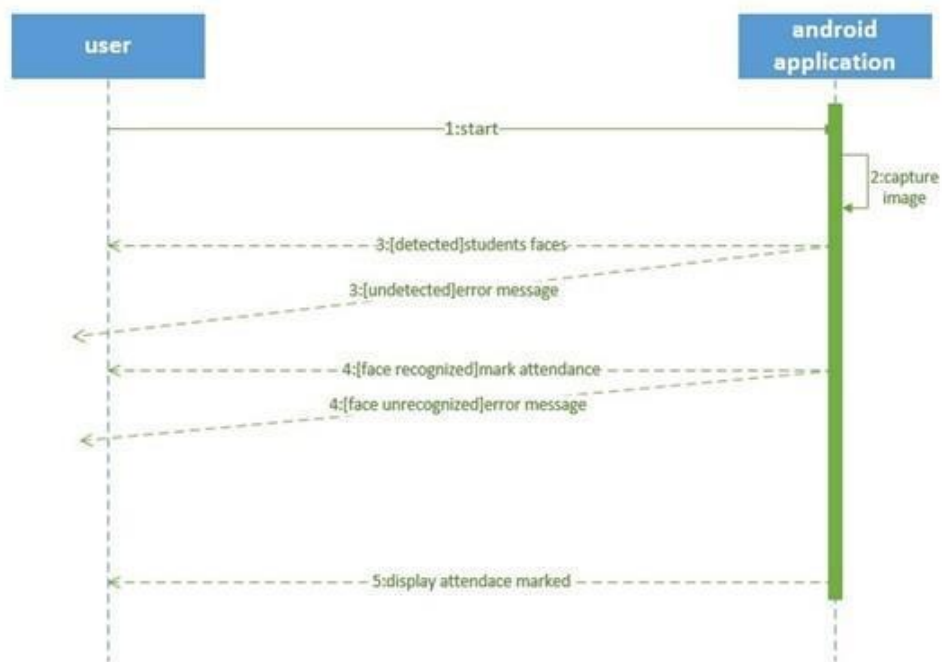 user
android
application
1:start
2:capture
image
3:[detected]students faces
3:[undetected]error message
4:[face recognized]mark attendance
4:[face unrecognized]error message
5:display attendace marked